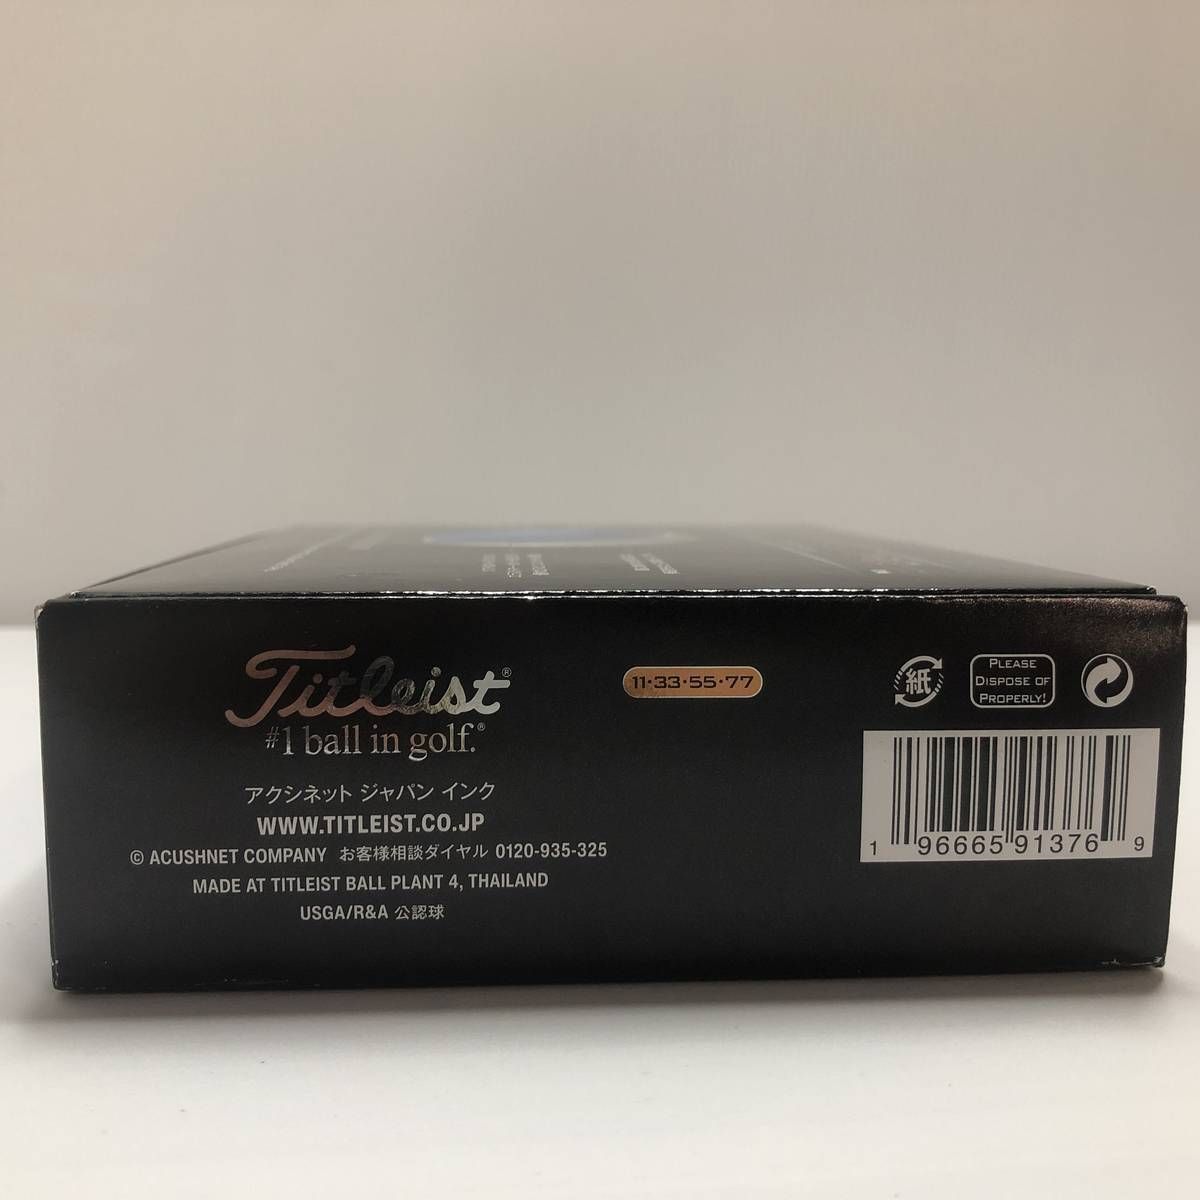 Titleist®
#1 ball in golf.®
アクシネット ジャパン インク
WWW.TITLEIST.CO.JP
© ACUSHNET COMPANY お客様相談ダイヤル 0120-935-325
MADE AT TITLEIST BALL PLANT 4, THAILAND
USGA/R&A 公認球
11·33·55·77
紙
PLEASE
DISPOSE OF
PROPERLY!
1 96665 91376 9